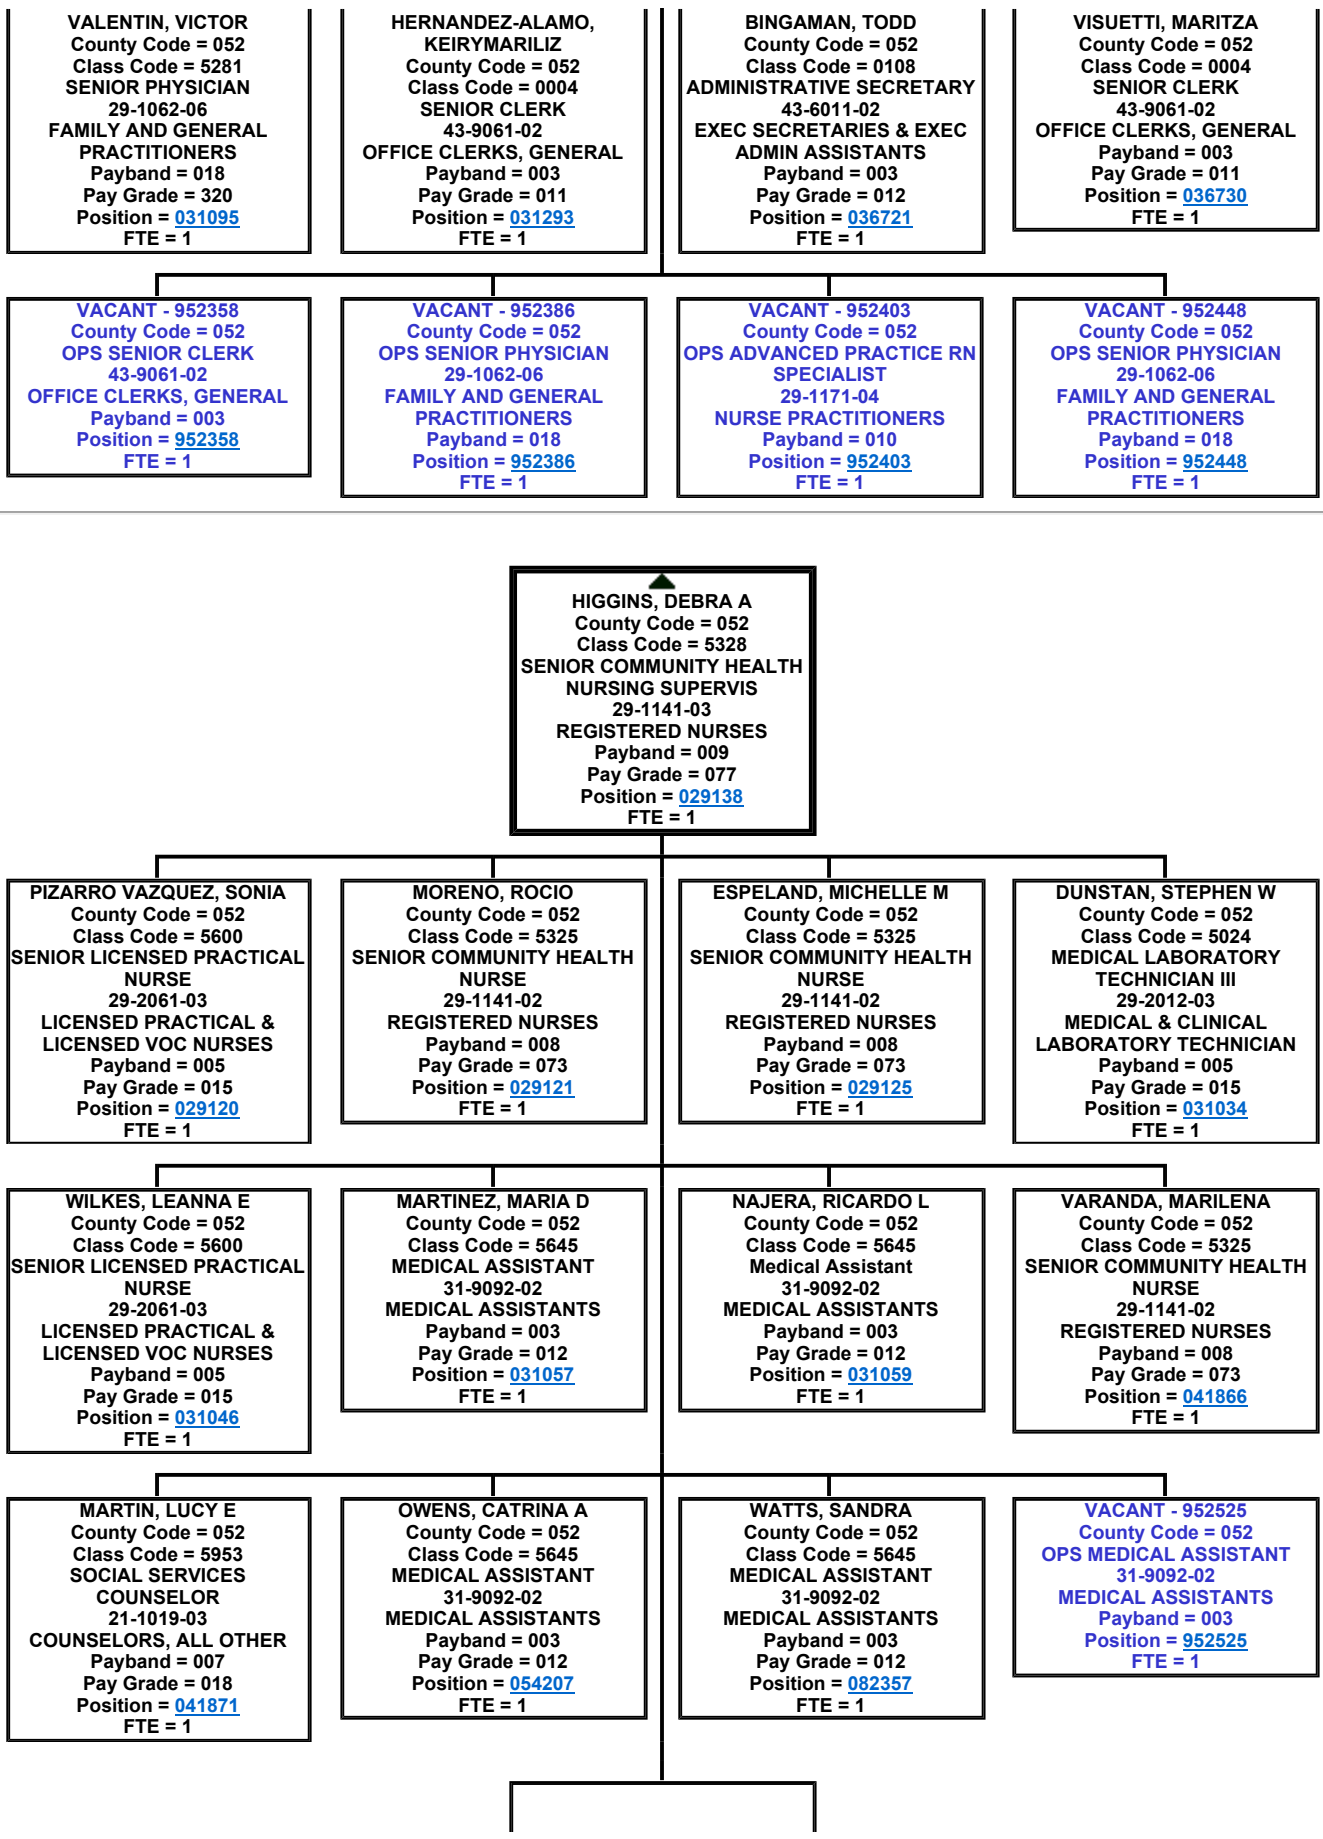 VALENTIN, VICTOR
County Code = 052
Class Code = 5281
SENIOR PHYSICIAN
29-1062-06
FAMILY AND GENERAL
PRACTITIONERS
Payband = 018
Pay Grade = 320
Position = 031095
FTE = 1
HERNANDEZ-ALAMO,
KEIRYMARILIZ
County Code = 052
Class Code = 0004
SENIOR CLERK
43-9061-02
OFFICE CLERKS, GENERAL
Payband = 003
Pay Grade = 011
Position = 031293
FTE = 1
BINGAMAN, TODD
County Code = 052
Class Code = 0108
ADMINISTRATIVE SECRETARY
43-6011-02
EXEC SECRETARIES & EXEC
ADMIN ASSISTANTS
Payband = 003
Pay Grade = 012
Position = 036721
FTE = 1
VISUETTI, MARITZA
County Code = 052
Class Code = 0004
SENIOR CLERK
43-9061-02
OFFICE CLERKS, GENERAL
Payband = 003
Pay Grade = 011
Position = 036730
FTE = 1
VACANT - 952358
County Code = 052
OPS SENIOR CLERK
43-9061-02
OFFICE CLERKS, GENERAL
Payband = 003
Position = 952358
FTE = 1
VACANT - 952386
County Code = 052
OPS SENIOR PHYSICIAN
29-1062-06
FAMILY AND GENERAL
PRACTITIONERS
Payband = 018
Position = 952386
FTE = 1
VACANT - 952403
County Code = 052
OPS ADVANCED PRACTICE RN
SPECIALIST
29-1171-04
NURSE PRACTITIONERS
Payband = 010
Position = 952403
FTE = 1
VACANT - 952448
County Code = 052
OPS SENIOR PHYSICIAN
29-1062-06
FAMILY AND GENERAL
PRACTITIONERS
Payband = 018
Position = 952448
FTE = 1
HIGGINS, DEBRA A
County Code = 052
Class Code = 5328
SENIOR COMMUNITY HEALTH
NURSING SUPERVIS
29-1141-03
REGISTERED NURSES
Payband = 009
Pay Grade = 077
Position = 029138
FTE = 1
PIZARRO VAZQUEZ, SONIA
County Code = 052
Class Code = 5600
SENIOR LICENSED PRACTICAL
NURSE
29-2061-03
LICENSED PRACTICAL &
LICENSED VOC NURSES
Payband = 005
Pay Grade = 015
Position = 029120
FTE = 1
MORENO, ROCIO
County Code = 052
Class Code = 5325
SENIOR COMMUNITY HEALTH
NURSE
29-1141-02
REGISTERED NURSES
Payband = 008
Pay Grade = 073
Position = 029121
FTE = 1
ESPELAND, MICHELLE M
County Code = 052
Class Code = 5325
SENIOR COMMUNITY HEALTH
NURSE
29-1141-02
REGISTERED NURSES
Payband = 008
Pay Grade = 073
Position = 029125
FTE = 1
DUNSTAN, STEPHEN W
County Code = 052
Class Code = 5024
MEDICAL LABORATORY
TECHNICIAN III
29-2012-03
MEDICAL & CLINICAL
LABORATORY TECHNICIAN
Payband = 005
Pay Grade = 015
Position = 031034
FTE = 1
WILKES, LEANNA E
County Code = 052
Class Code = 5600
SENIOR LICENSED PRACTICAL
NURSE
29-2061-03
LICENSED PRACTICAL &
LICENSED VOC NURSES
Payband = 005
Pay Grade = 015
Position = 031046
FTE = 1
MARTINEZ, MARIA D
County Code = 052
Class Code = 5645
MEDICAL ASSISTANT
31-9092-02
MEDICAL ASSISTANTS
Payband = 003
Pay Grade = 012
Position = 031057
FTE = 1
NAJERA, RICARDO L
County Code = 052
Class Code = 5645
Medical Assistant
31-9092-02
MEDICAL ASSISTANTS
Payband = 003
Pay Grade = 012
Position = 031059
FTE = 1
VARANDA, MARILENA
County Code = 052
Class Code = 5325
SENIOR COMMUNITY HEALTH
NURSE
29-1141-02
REGISTERED NURSES
Payband = 008
Pay Grade = 073
Position = 041866
FTE = 1
MARTIN, LUCY E
County Code = 052
Class Code = 5953
SOCIAL SERVICES
COUNSELOR
21-1019-03
COUNSELORS, ALL OTHER
Payband = 007
Pay Grade = 018
Position = 041871
FTE = 1
OWENS, CATRINA A
County Code = 052
Class Code = 5645
MEDICAL ASSISTANT
31-9092-02
MEDICAL ASSISTANTS
Payband = 003
Pay Grade = 012
Position = 054207
FTE = 1
WATTS, SANDRA
County Code = 052
Class Code = 5645
MEDICAL ASSISTANT
31-9092-02
MEDICAL ASSISTANTS
Payband = 003
Pay Grade = 012
Position = 082357
FTE = 1
VACANT - 952525
County Code = 052
OPS MEDICAL ASSISTANT
31-9092-02
MEDICAL ASSISTANTS
Payband = 003
Position = 952525
FTE = 1